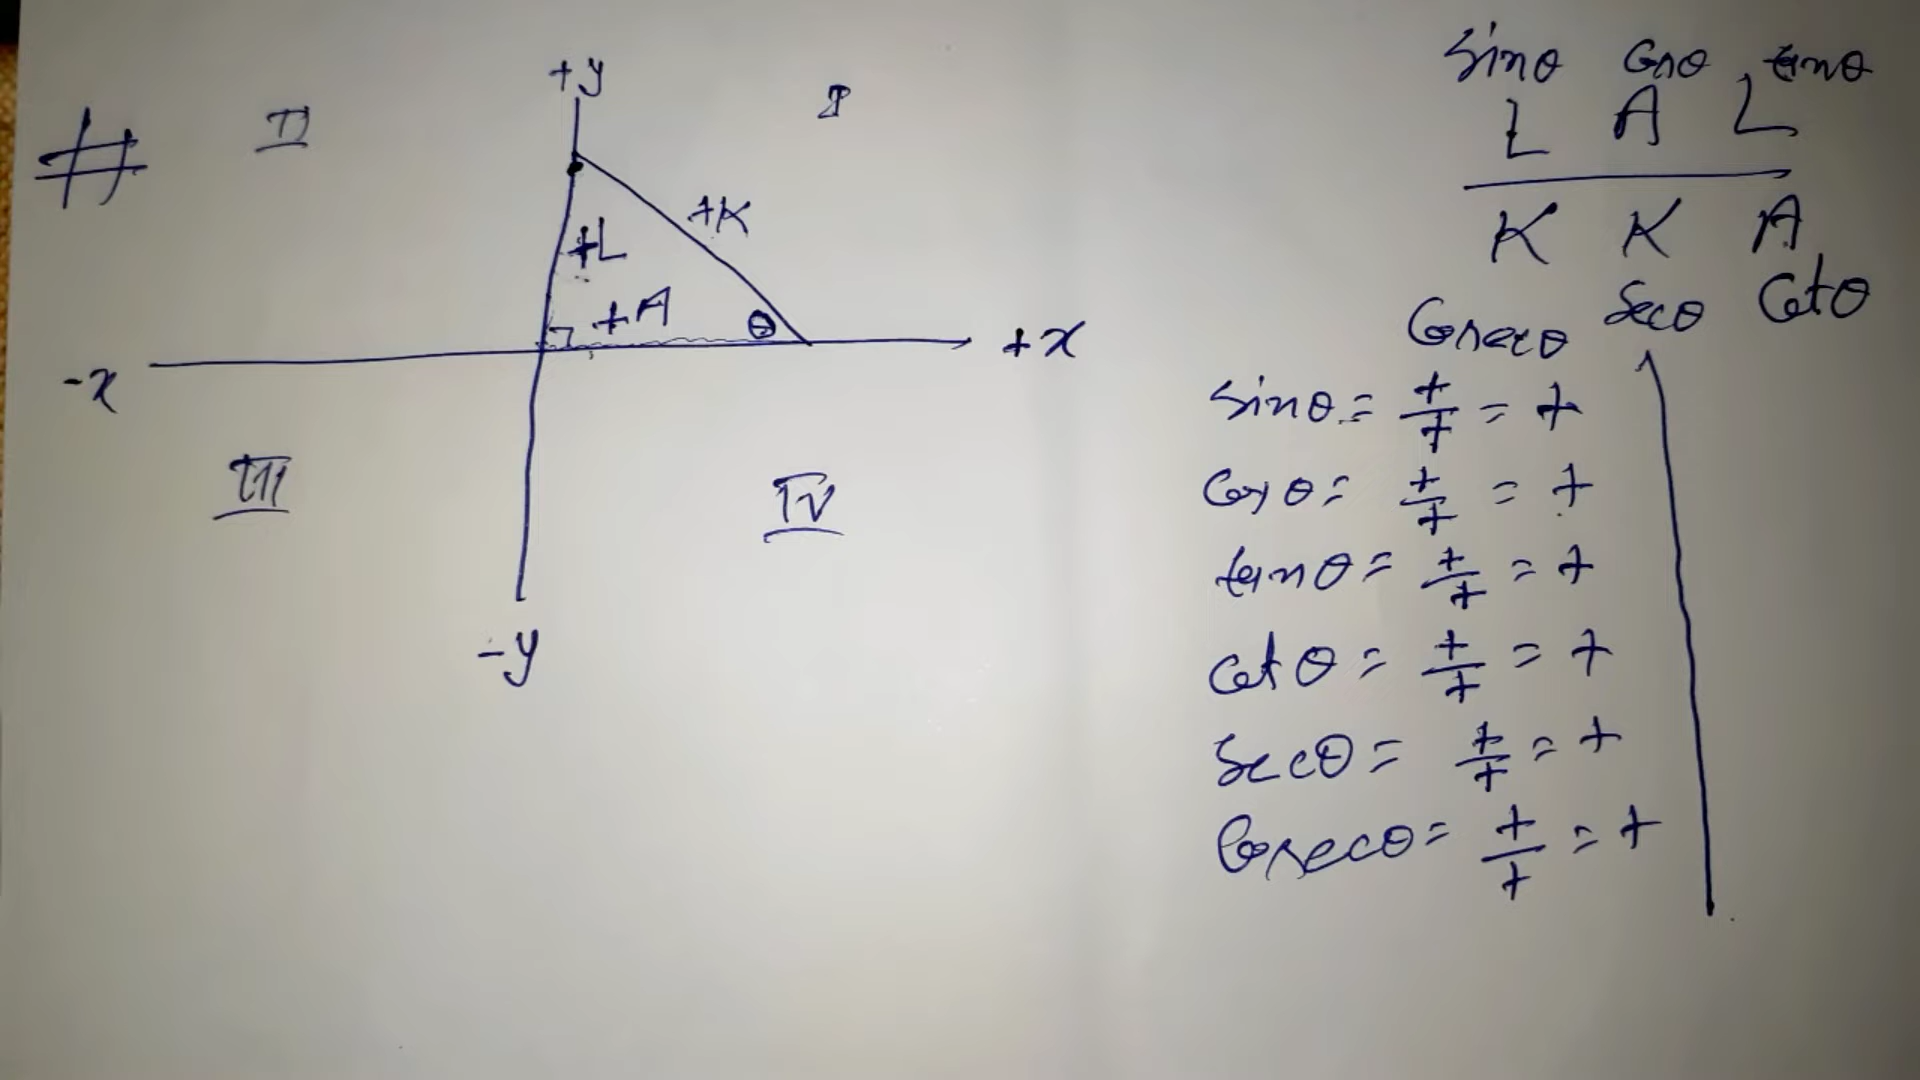 #
II
+y
I
+K
+L
+A
θ
-x
+x
III
IV
-y
Sinθ Cosθ tanθ
L A L
K K A
Cosecθ Secθ Cotθ
Sinθ = +/+ = +
Cosθ = +/+ = +
tanθ = +/+ = +
Cotθ = +/+ = +
Secθ = +/+ = +
Cosecθ = +/+ = +